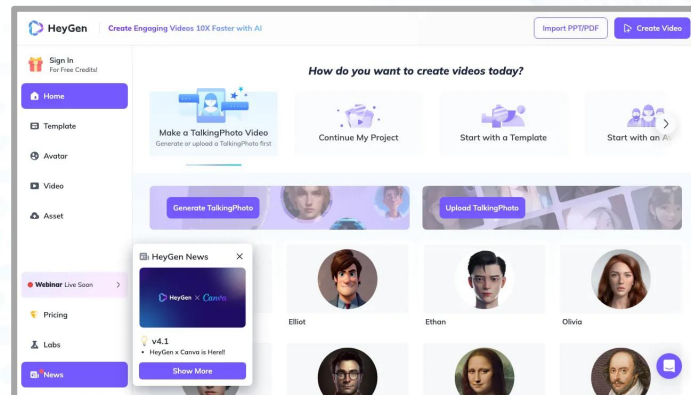 HeyGen
Create Engaging Videos 10X Faster with AI
Import PPT/PDF
Create Video
Sign In
For Free Credits!
Home
Template
Avatar
Video
Asset
Webinar Live Soon
Pricing
Labs
News
How do you want to create videos today?
Make a TalkingPhoto Video
Generate or upload a TalkingPhoto first
Continue My Project
Start with a Template
Start with an
Generate TalkingPhoto
Upload TalkingPhoto
HeyGen News
HeyGen × Canva
v4.1
• HeyGen x Canva is Here!!
Show More
Elliot
Ethan
Olivia